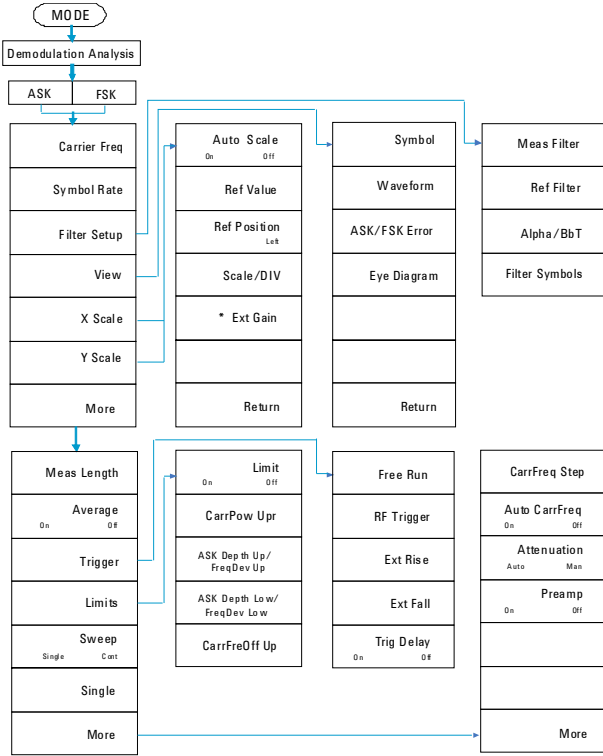 MODE
Demodulation Analysis
ASK FSK
Carrier Freq
Symbol Rate
Filter Setup
View
X Scale
Y Scale
More
Auto Scale
On Off
Ref Value
Ref Position
Left
Scale/DIV
* Ext Gain
Return
Symbol
Waveform
ASK/FSK Error
Eye Diagram
Return
Meas Filter
Ref Filter
Alpha/BbT
Filter Symbols
Meas Length
Average
On Off
Trigger
Limits
Sweep
Single Cont
Single
More
Limit
On Off
CarrPow Upr
ASK Depth Up/
FreqDev Up
ASK Depth Low/
FreqDev Low
CarrFreOff Up
Free Run
RF Trigger
Ext Rise
Ext Fall
Trig Delay
On Off
CarrFreq Step
Auto CarrFreq
On Off
Attenuation
Auto Man
Preamp
On Off
More